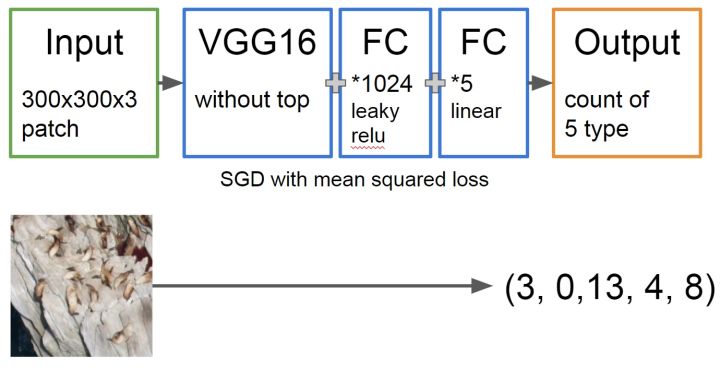 Input
300x300x3
patch
VGG16
without top
FC
*1024
leaky
relu
FC
*5
linear
Output
count of
5 type
SGD with mean squared loss
(3, 0,13, 4, 8)